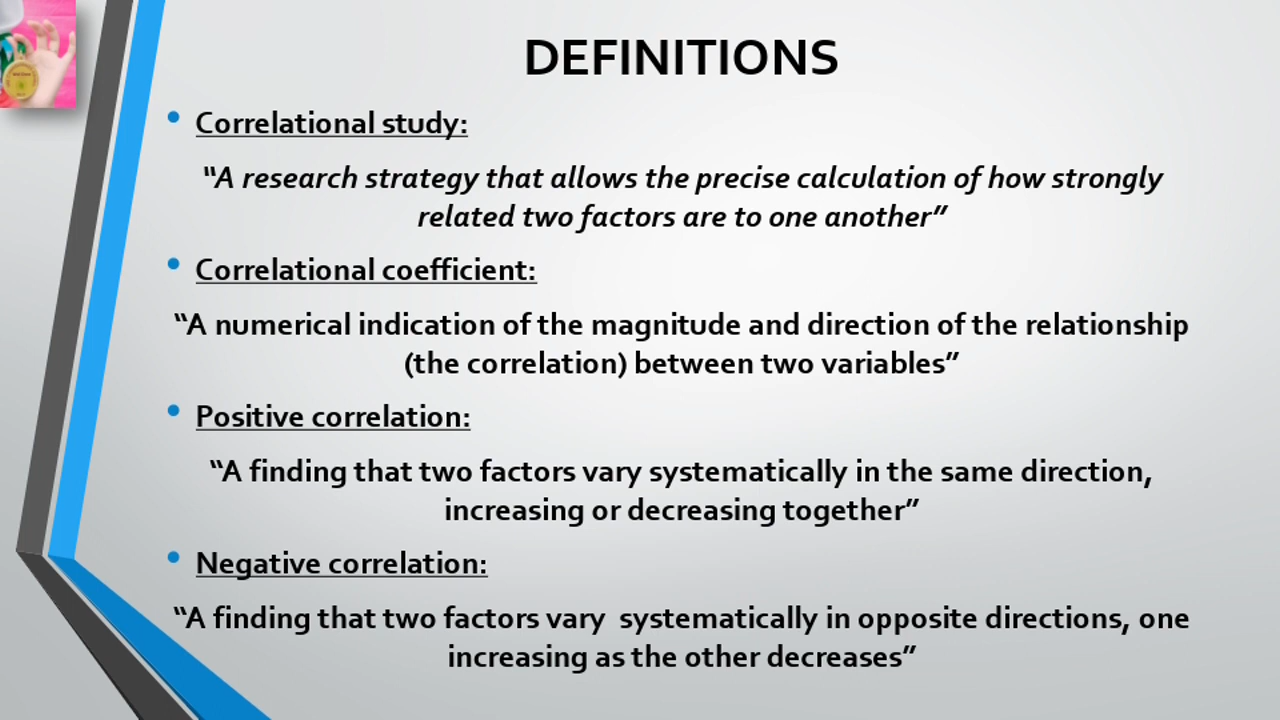 DEFINITIONS
• Correlational study:
“A research strategy that allows the precise calculation of how strongly
related two factors are to one another”
• Correlational coefficient:
“A numerical indication of the magnitude and direction of the relationship
(the correlation) between two variables”
• Positive correlation:
“A finding that two factors vary systematically in the same direction,
increasing or decreasing together”
• Negative correlation:
“A finding that two factors vary  systematically in opposite directions, one
increasing as the other decreases”